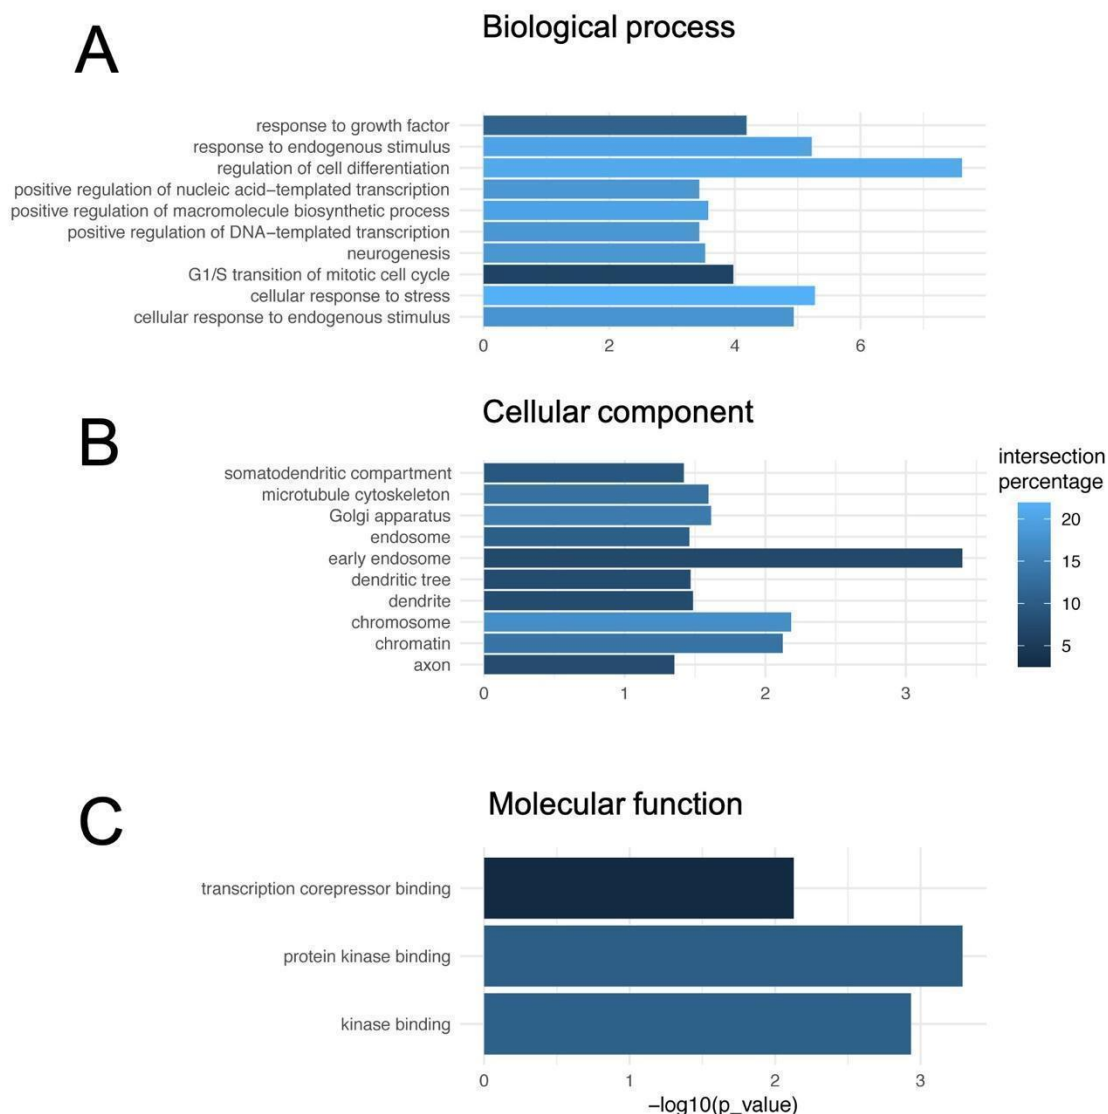 A
Biological process
response to growth factor
response to endogenous stimulus
regulation of cell differentiation
positive regulation of nucleic acid−templated transcription
positive regulation of macromolecule biosynthetic process
positive regulation of DNA−templated transcription
neurogenesis
G1/S transition of mitotic cell cycle
cellular response to stress
cellular response to endogenous stimulus
0 2 4 6
B
Cellular component
somatodendritic compartment
microtubule cytoskeleton
Golgi apparatus
endosome
early endosome
dendritic tree
dendrite
chromosome
chromatin
axon
0 1 2 3
intersection
percentage
20
15
10
5
C
Molecular function
transcription corepressor binding
protein kinase binding
kinase binding
0 1 2 3
−log10(p_value)